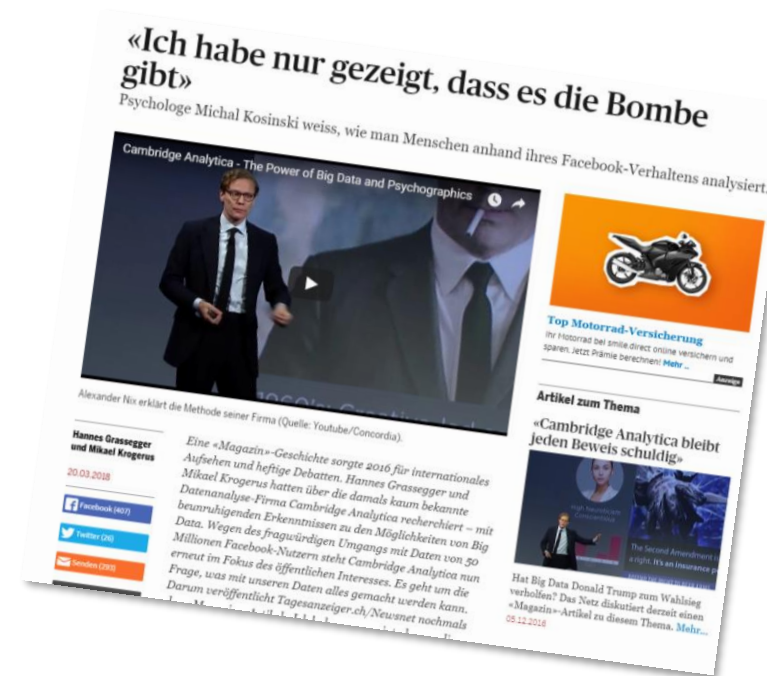 «Ich habe nur gezeigt, dass es die Bombe
gibt»
Psychologe Michal Kosinski weiss, wie man Menschen anhand ihres Facebook-Verhaltens analysiert.
Cambridge Analytica - The Power of Big Data and Psychographics
Alexander Nix erklärt die Methode seiner Firma (Quelle: Youtube/Concordia).
Hannes Grassegger
und Mikael Krogerus
20.03.2018
Facebook (407)
Twitter (26)
Senden (293)
Eine «Magazin»-Geschichte sorgte 2016 für internationales
Aufsehen und heftige Debatten. Hannes Grassegger und
Mikael Krogerus hatten über die damals kaum bekannte
Datenanalyse-Firma Cambridge Analytica recherchiert – mit
beunruhigenden Erkenntnissen zu den Möglichkeiten von Big
Data. Wegen des fragwürdigen Umgangs mit Daten von 50
Millionen Facebook-Nutzern steht Cambridge Analytica nun
erneut im Fokus des öffentlichen Interesses. Es geht um die
Frage, was mit unseren Daten alles gemacht werden kann.
Darum veröffentlicht Tagesanzeiger.ch/Newsnet nochmals
Top Motorrad-Versicherung
Ihr Motorrad bei smile.direct online versichern und
sparen. Jetzt Prämie berechnen! Mehr...
Anzeige
Artikel zum Thema
«Cambridge Analytica bleibt
jeden Beweis schuldig»
High Neuroticism
The Second Amendment is
a right. It's an insurance p
Hat Big Data Donald Trump zum Wahlsieg
verholfen? Das Netz diskutiert derzeit einen
«Magazin»-Artikel zu diesem Thema. Mehr...
05.12.2016